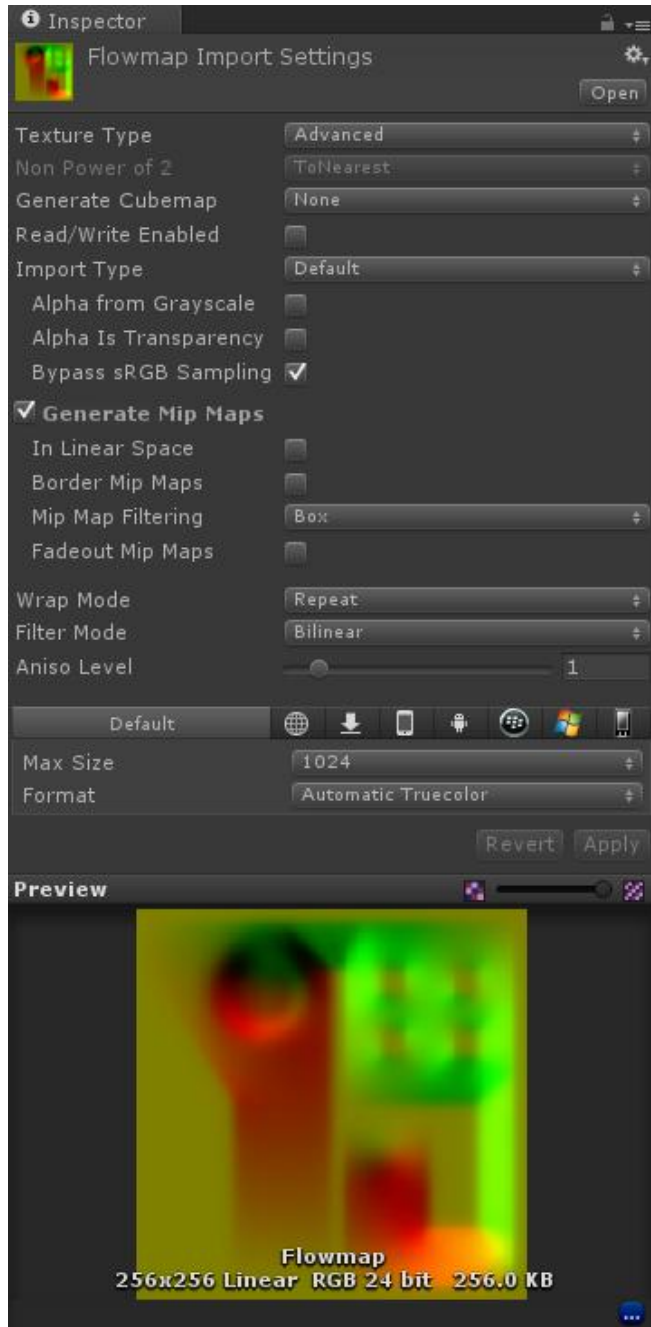 Inspector
Flowmap Import Settings
Open
Texture Type Advanced
Non Power of 2 ToNearest
Generate Cubemap None
Read/Write Enabled
Import Type Default
Alpha from Grayscale
Alpha Is Transparency
Bypass sRGB Sampling
Generate Mip Maps
In Linear Space
Border Mip Maps
Mip Map Filtering Box
Fadeout Mip Maps
Wrap Mode Repeat
Filter Mode Bilinear
Aniso Level 1
Default
Max Size 1024
Format Automatic Truecolor
Revert Apply
Preview
Flowmap
256x256 Linear RGB 24 bit 256.0 KB